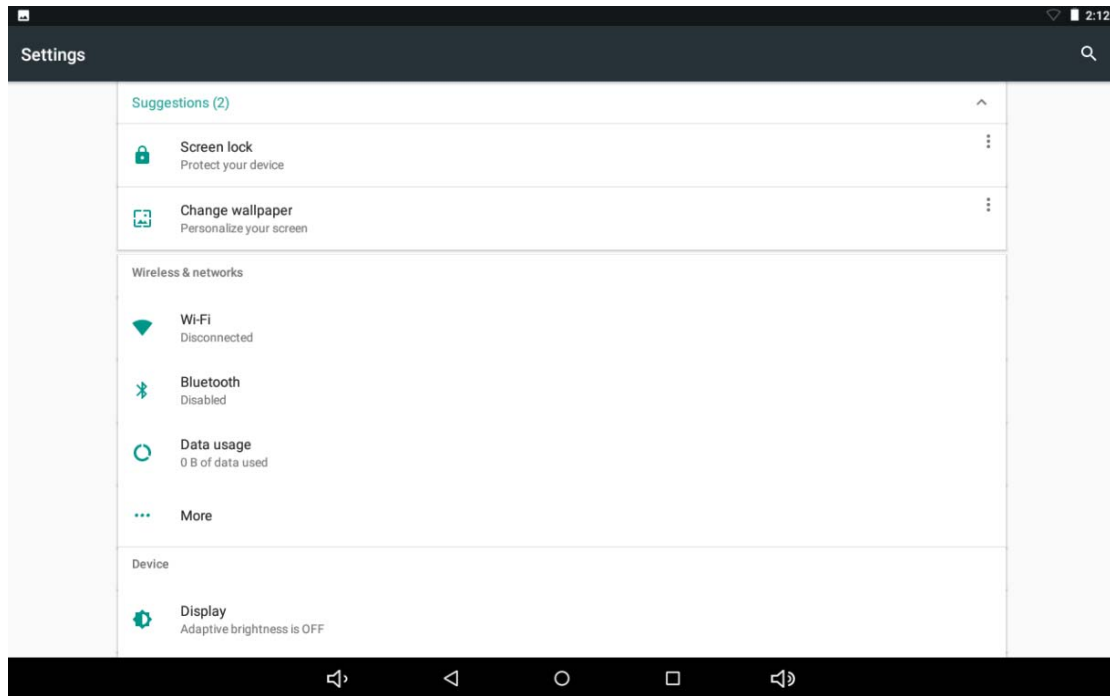 2:12
Settings
Suggestions (2)
Screen lock
Protect your device
Change wallpaper
Personalize your screen
Wireless & networks
Wi-Fi
Disconnected
Bluetooth
Disabled
Data usage
0 B of data used
More
Device
Display
Adaptive brightness is OFF